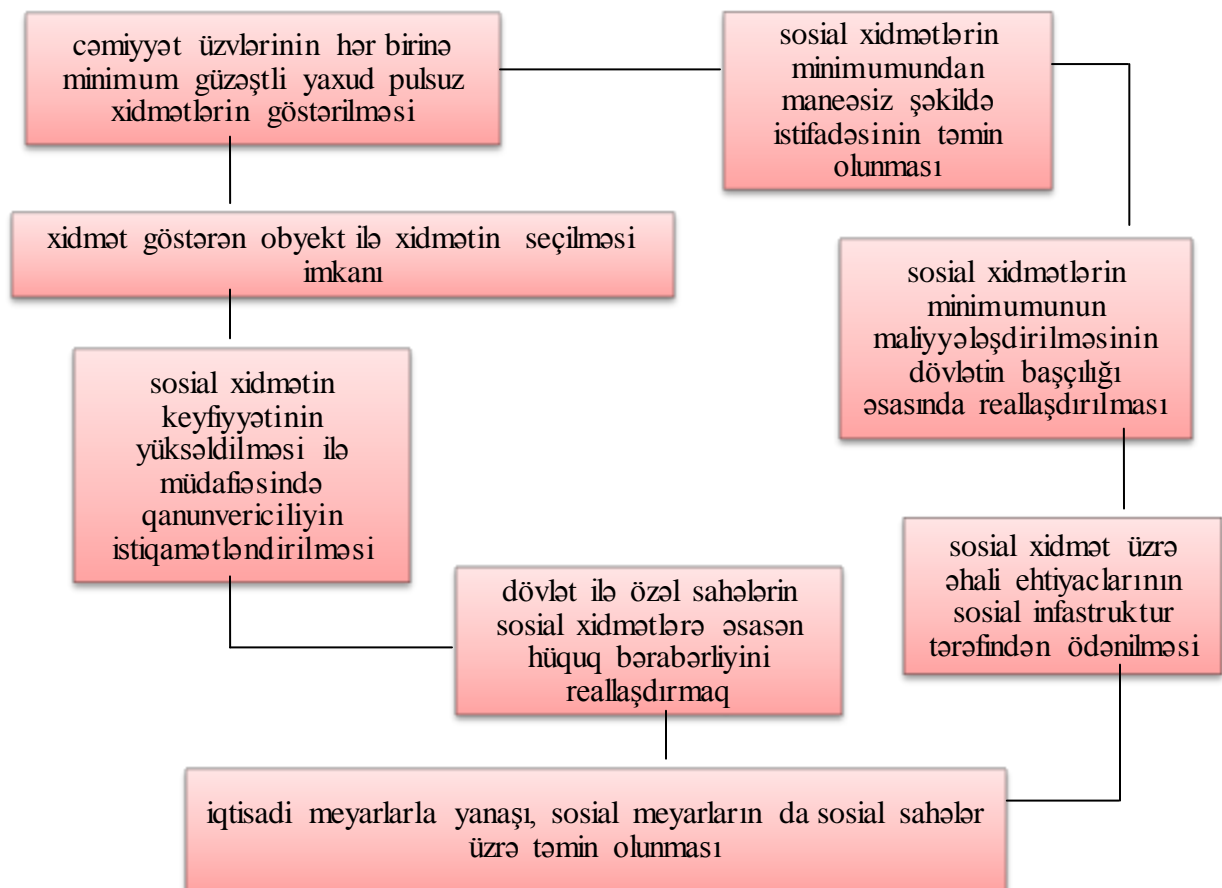 cəmiyyət üzvlərinin hər birinə
minimum güzəştli yaxud pulsuz
xidmətlərin göstərilməsi
sosial xidmətlərin
minimumundan
maneəsiz şəkildə
istifadəsinin təmin
olunması
xidmət göstərən obyekt ilə xidmətin seçilməsi
imkanı
sosial xidmətlərin
minimumunun
maliyyələşdirilməsinin
dövlətin başçılığı
əsasında reallaşdırılması
sosial xidmətin
keyfiyyətinin
yüksəldilməsi ilə
müdafiəsində
qanunvericiliyin
istiqamətləndirilməsi
sosial xidmət üzrə
əhali ehtiyaclarının
sosial infastruktur
tərəfindən ödənilməsi
dövlət ilə özəl sahələrin
sosial xidmətlərə əsasən
hüquq bərabərliyini
reallaşdırmaq
iqtisadi meyarlarla yanaşı, sosial meyarların da sosial sahələr
üzrə təmin olunması